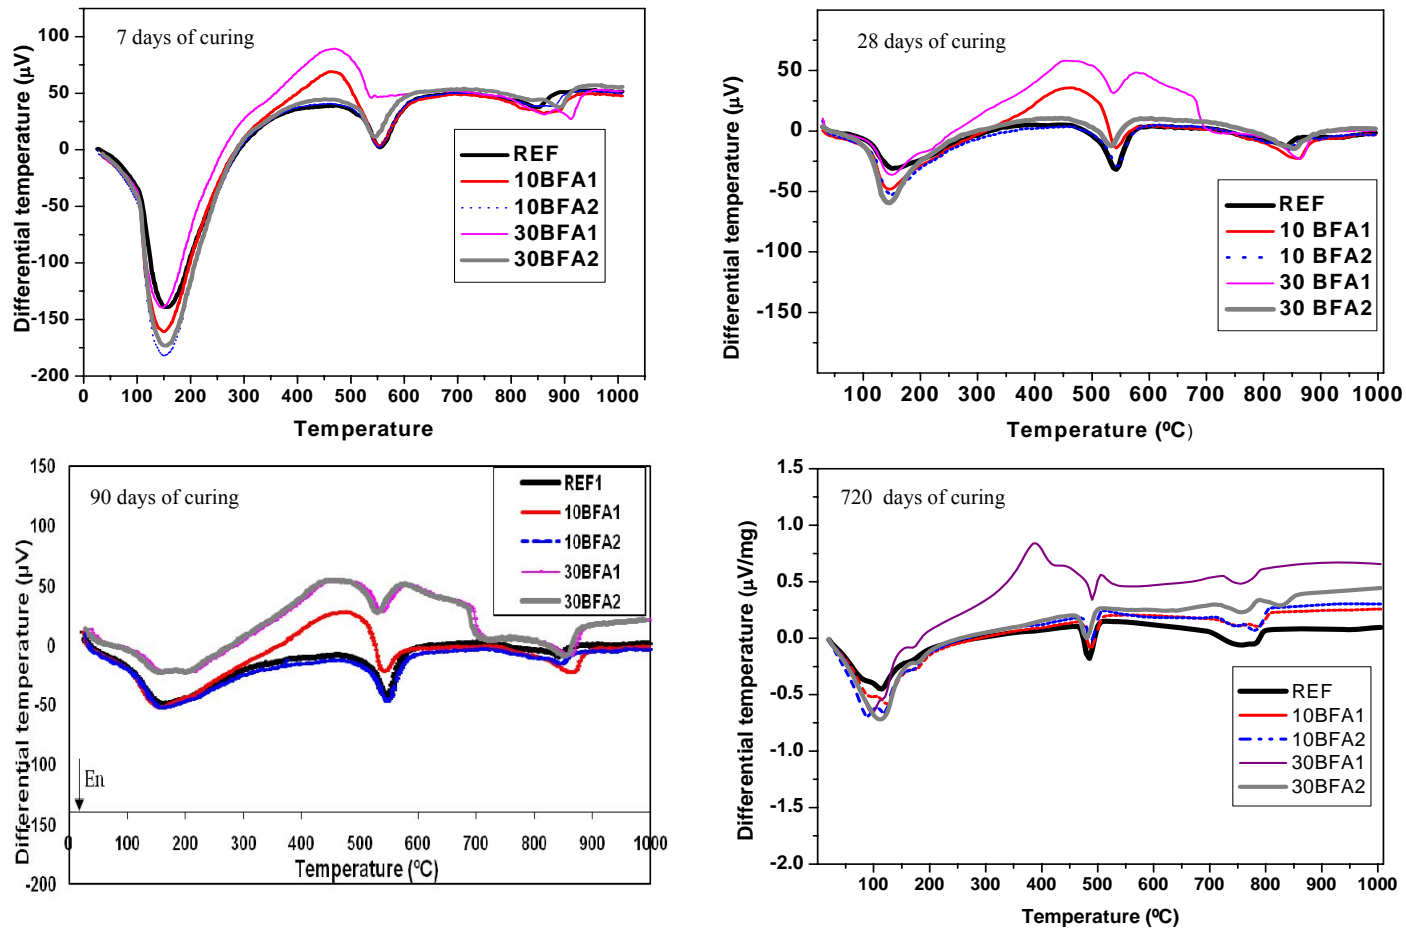 7 days of curing
Differential temperature (µV)
100
50
0
-50
-100
-150
-200
REF
10BFA1
10BFA2
30BFA1
30BFA2
0 100 200 300 400 500 600 700 800 900 1000
Temperature
28 days of curing
Differential temperature (µV)
50
0
-50
-100
-150
REF
10 BFA1
10 BFA2
30 BFA1
30 BFA2
100 200 300 400 500 600 700 800 900 1000
Temperature (ºC)
90 days of curing
Differential temperature (µV)
150
100
50
0
-50
-100
-150
-200
REF1
10BFA1
10BFA2
30BFA1
30BFA2
En
0 100 200 300 400 500 600 700 800 900 1000
Temperature (ºC)
720 days of curing
Differential temperature (µV/mg)
1.5
1.0
0.5
0.0
-0.5
-1.0
-1.5
-2.0
REF
10BFA1
10BFA2
30BFA1
30BFA2
100 200 300 400 500 600 700 800 900 1000
Temperature (ºC)